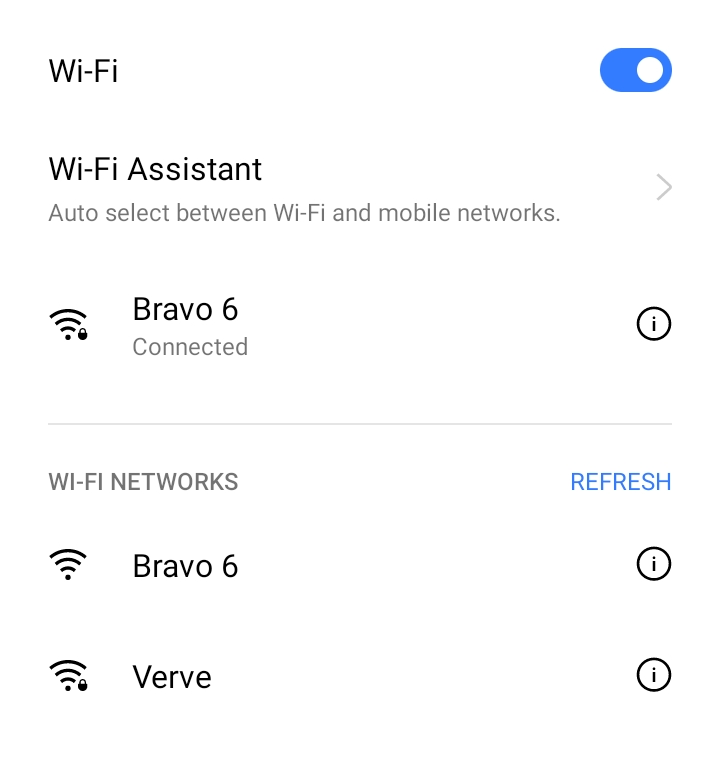 Wi-Fi
Wi-Fi Assistant
Auto select between Wi-Fi and mobile networks.
Bravo 6
Connected
WI-FI NETWORKS
REFRESH
Bravo 6
Verve